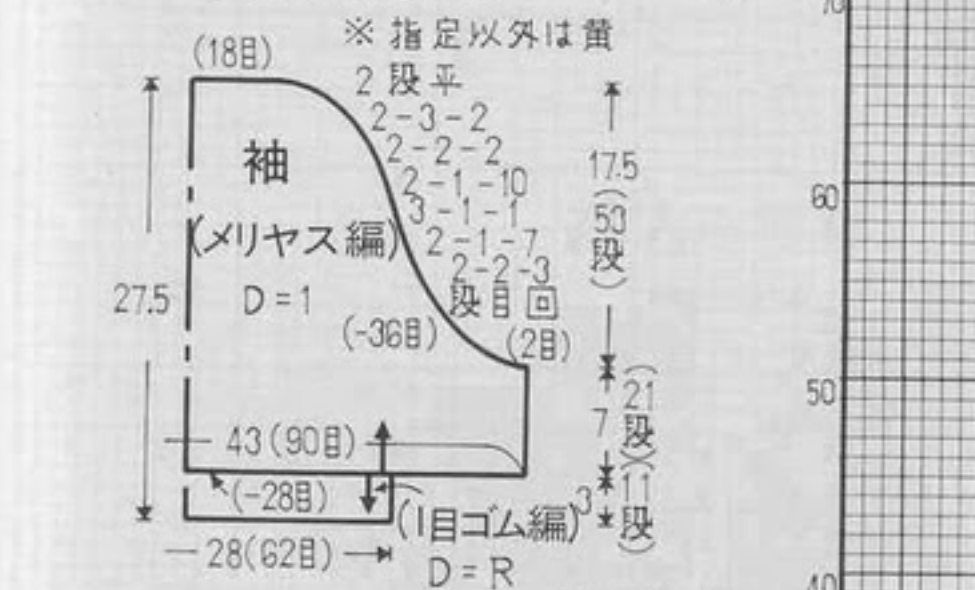 ※指定以外は黄
(18目)
2段平
2-3-2
2-2-2
2-1-10
3-1-1
2-1-7
2-2-3
段目回
袖
(メリヤス編)
D=1
(-36目)
(2目)
27.5
17.5
(53段)
7
(21段)
43(90目)
(-28目)
(1目ゴム編)
3
(11段)
28(62目)
D=R
70
60
50
40